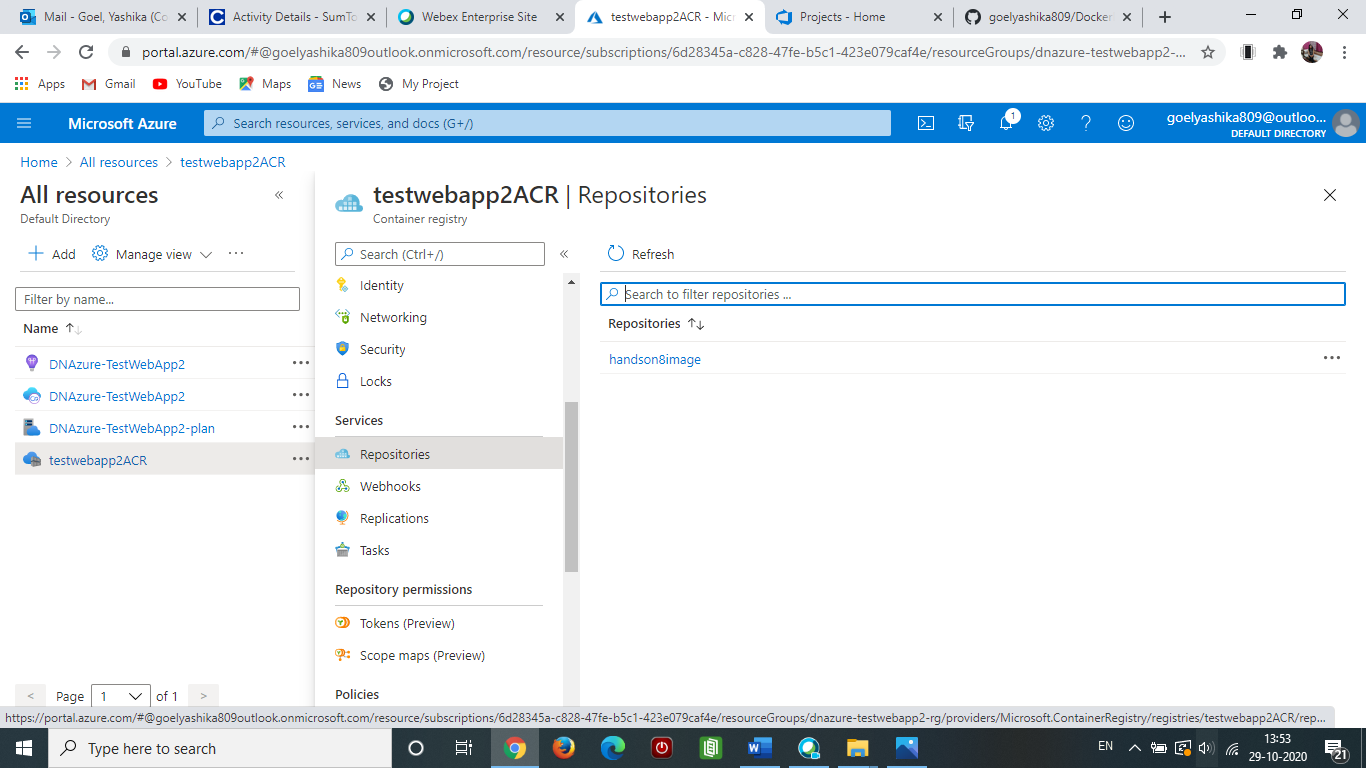 Mail - Goel, Yashika (Co
Activity Details - SumTo
Webex Enterprise Site
testwebapp2ACR - Micr
Projects - Home
goelyashika809/Docker
portal.azure.com/#@goelyashika809outlook.onmicrosoft.com/resource/subscriptions/6d28345a-c828-47fe-b5c1-423e079caf4e/resourceGroups/dnazure-testwebapp2-...
Apps
Gmail
YouTube
Maps
News
My Project
Microsoft Azure
Search resources, services, and docs (G+/)
1
goelyashika809@outloo...
DEFAULT DIRECTORY
Home > All resources > testwebapp2ACR
All resources
Default Directory
Add
Manage view
Filter by name...
Name
DNAzure-TestWebApp2
DNAzure-TestWebApp2
DNAzure-TestWebApp2-plan
testwebapp2ACR
< Page 1 of 1 >
testwebapp2ACR | Repositories
Container registry
Search (Ctrl+/)
Identity
Networking
Security
Locks
Services
Repositories
Webhooks
Replications
Tasks
Repository permissions
Tokens (Preview)
Scope maps (Preview)
Policies
Refresh
Search to filter repositories ...
Repositories
handson8image
https://portal.azure.com/#@goelyashika809outlook.onmicrosoft.com/resource/subscriptions/6d28345a-c828-47fe-b5c1-423e079caf4e/resourceGroups/dnazure-testwebapp2-rg/providers/Microsoft.ContainerRegistry/registries/testwebapp2ACR/rep...
Type here to search
EN
13:53
29-10-2020
21